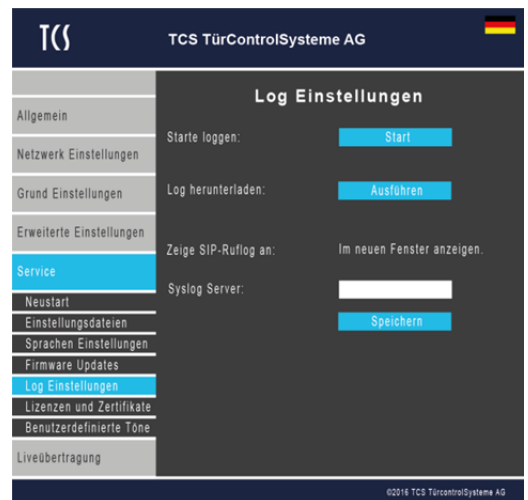 TCS
TCS TürControlSysteme AG
Allgemein
Netzwerk Einstellungen
Grund Einstellungen
Erweiterte Einstellungen
Service
Neustart
Einstellungsdateien
Sprachen Einstellungen
Firmware Updates
Log Einstellungen
Lizenzen und Zertifikate
Benutzerdefinierte Töne
Liveübertragung
Log Einstellungen
Starte loggen:
Start
Log herunterladen:
Ausführen
Zeige SIP-Ruflog an:
Im neuen Fenster anzeigen.
Syslog Server:
Speichern
©2016 TCS TürcontrolSysteme AG